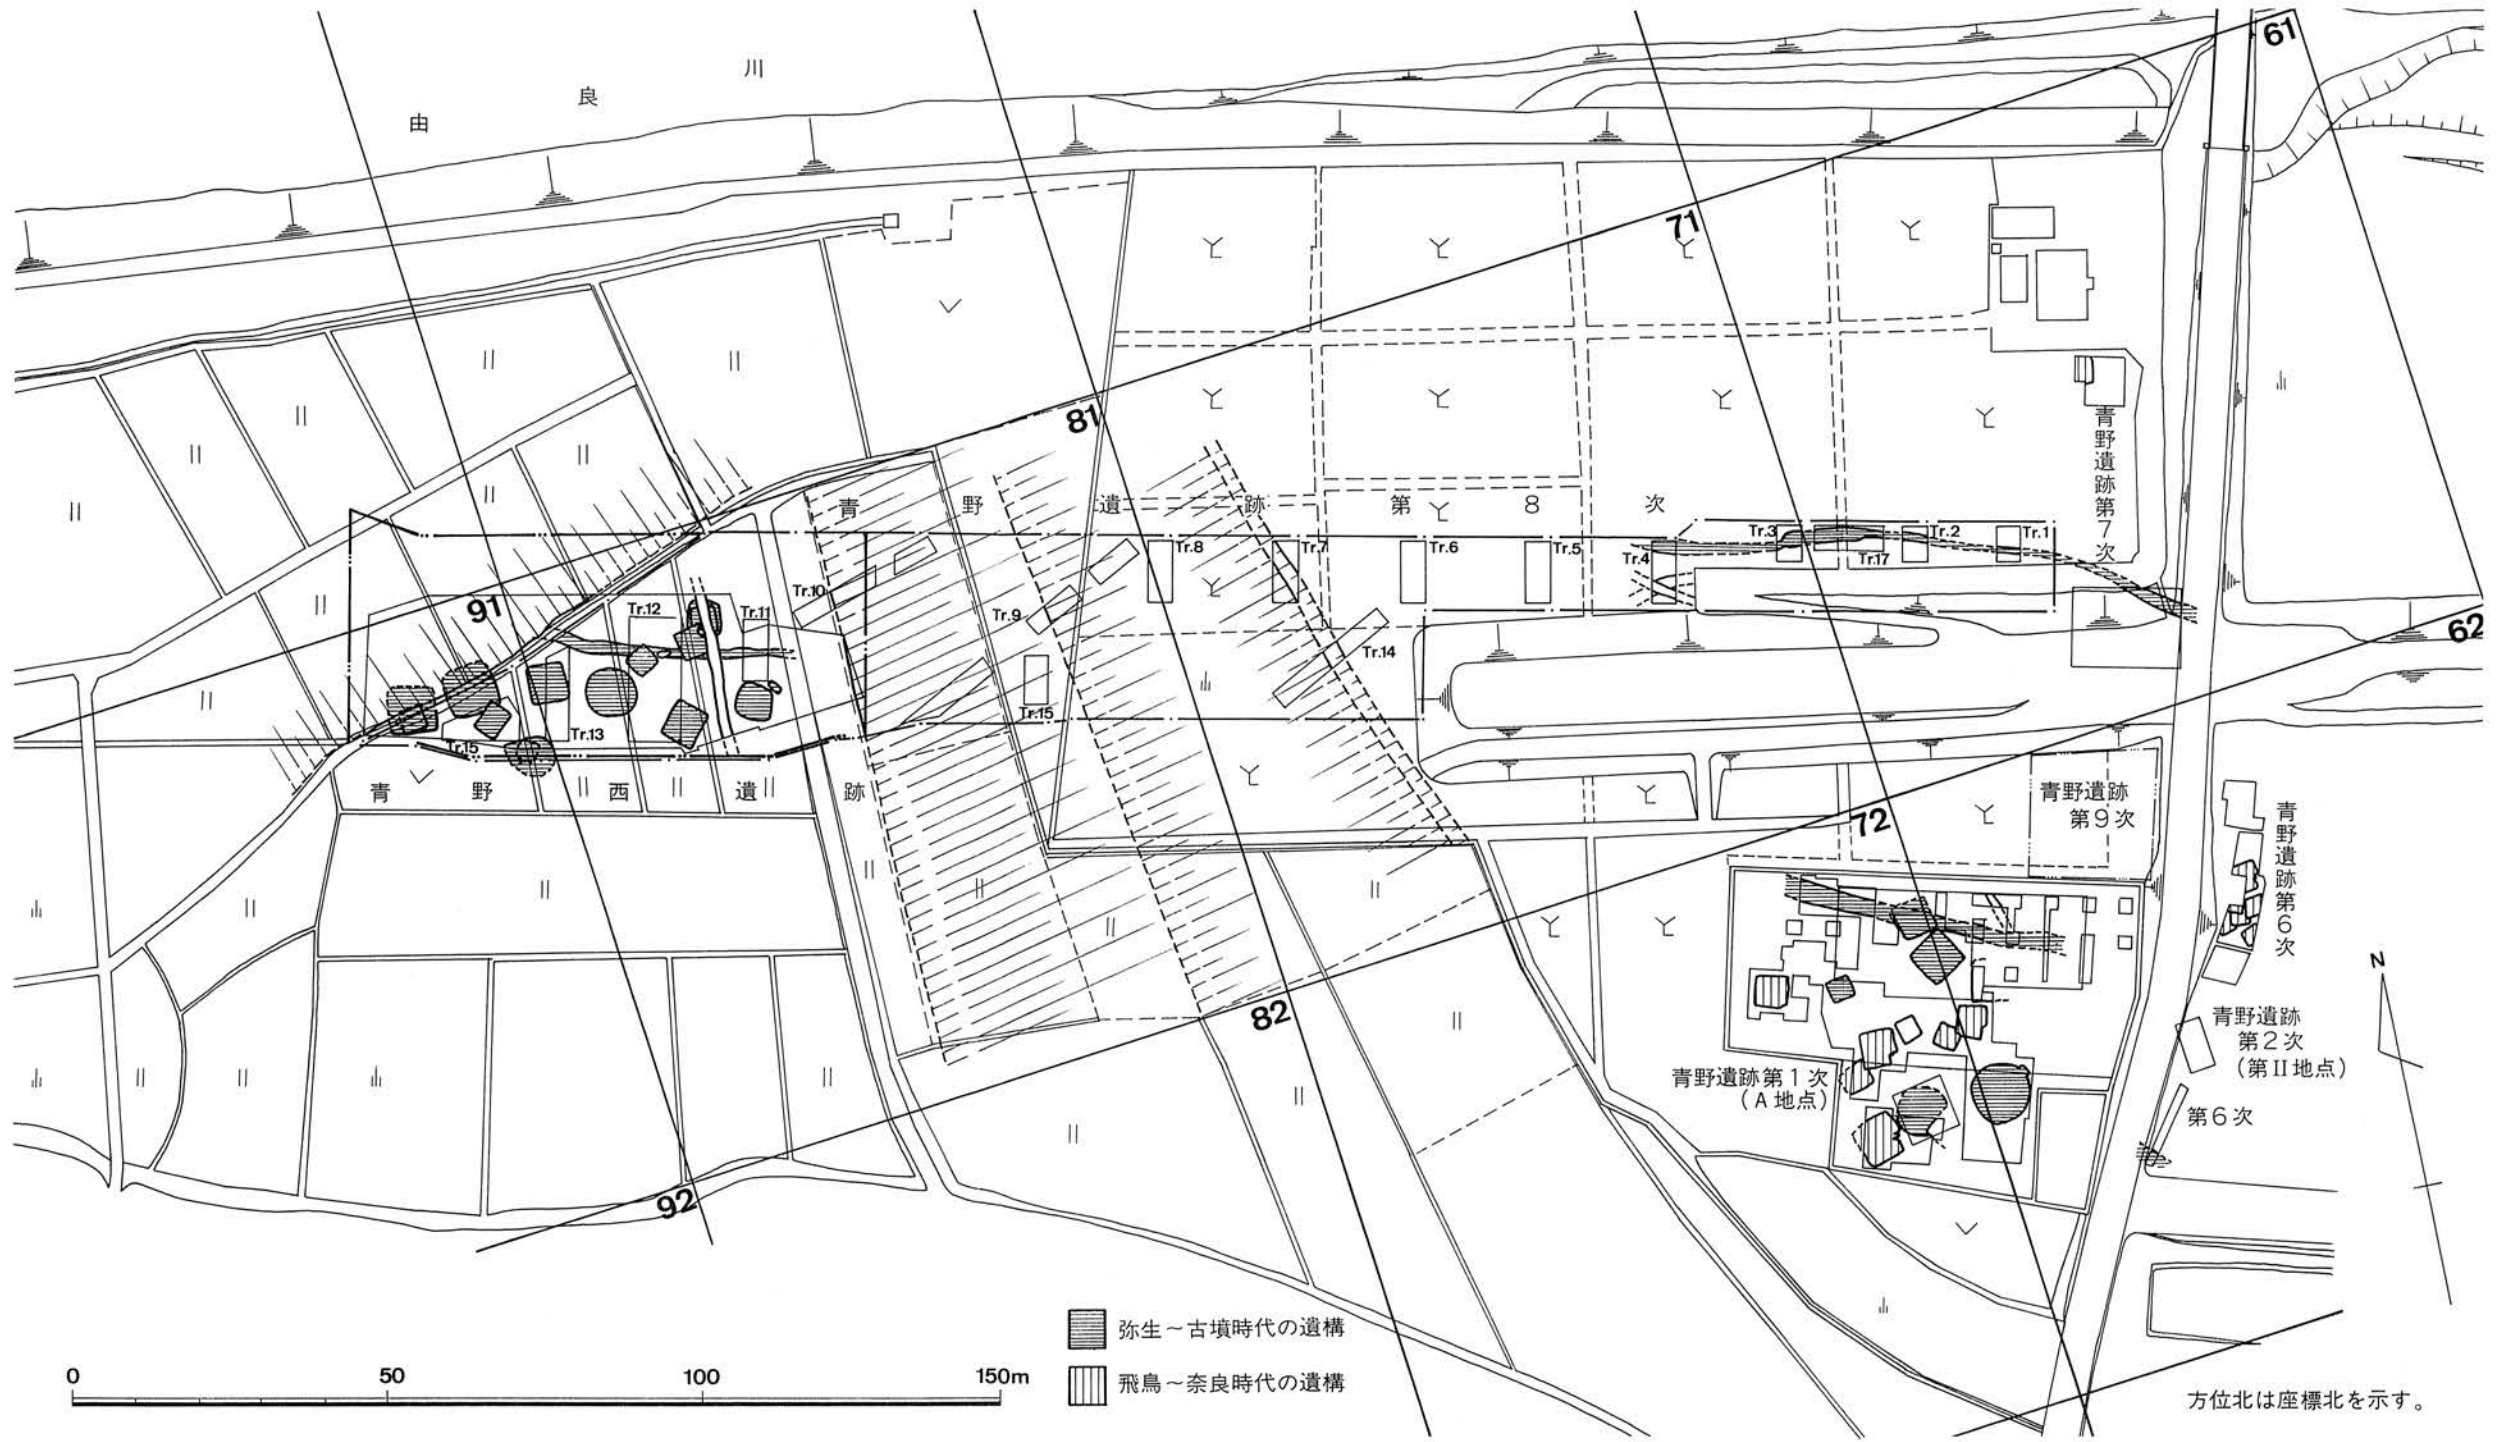 由良川
61
71
81
青野遺跡第8次
青野遺跡第7次
Tr.3
Tr.2
Tr.1
Tr.17
Tr.8
Tr.7
Tr.6
Tr.5
Tr.4
91
Tr.12
Tr.11
Tr.10
Tr.9
62
Tr.14
Tr.15
Tr.13
Tr.15
青野西遺跡
青野遺跡
第9次
72
青野遺跡第6次
82
青野遺跡
第2次
(第II地点)
青野遺跡第1次
(A地点)
第6次
N
92
弥生～古墳時代の遺構
飛鳥～奈良時代の遺構
0 50 100 150m
方位北は座標北を示す。